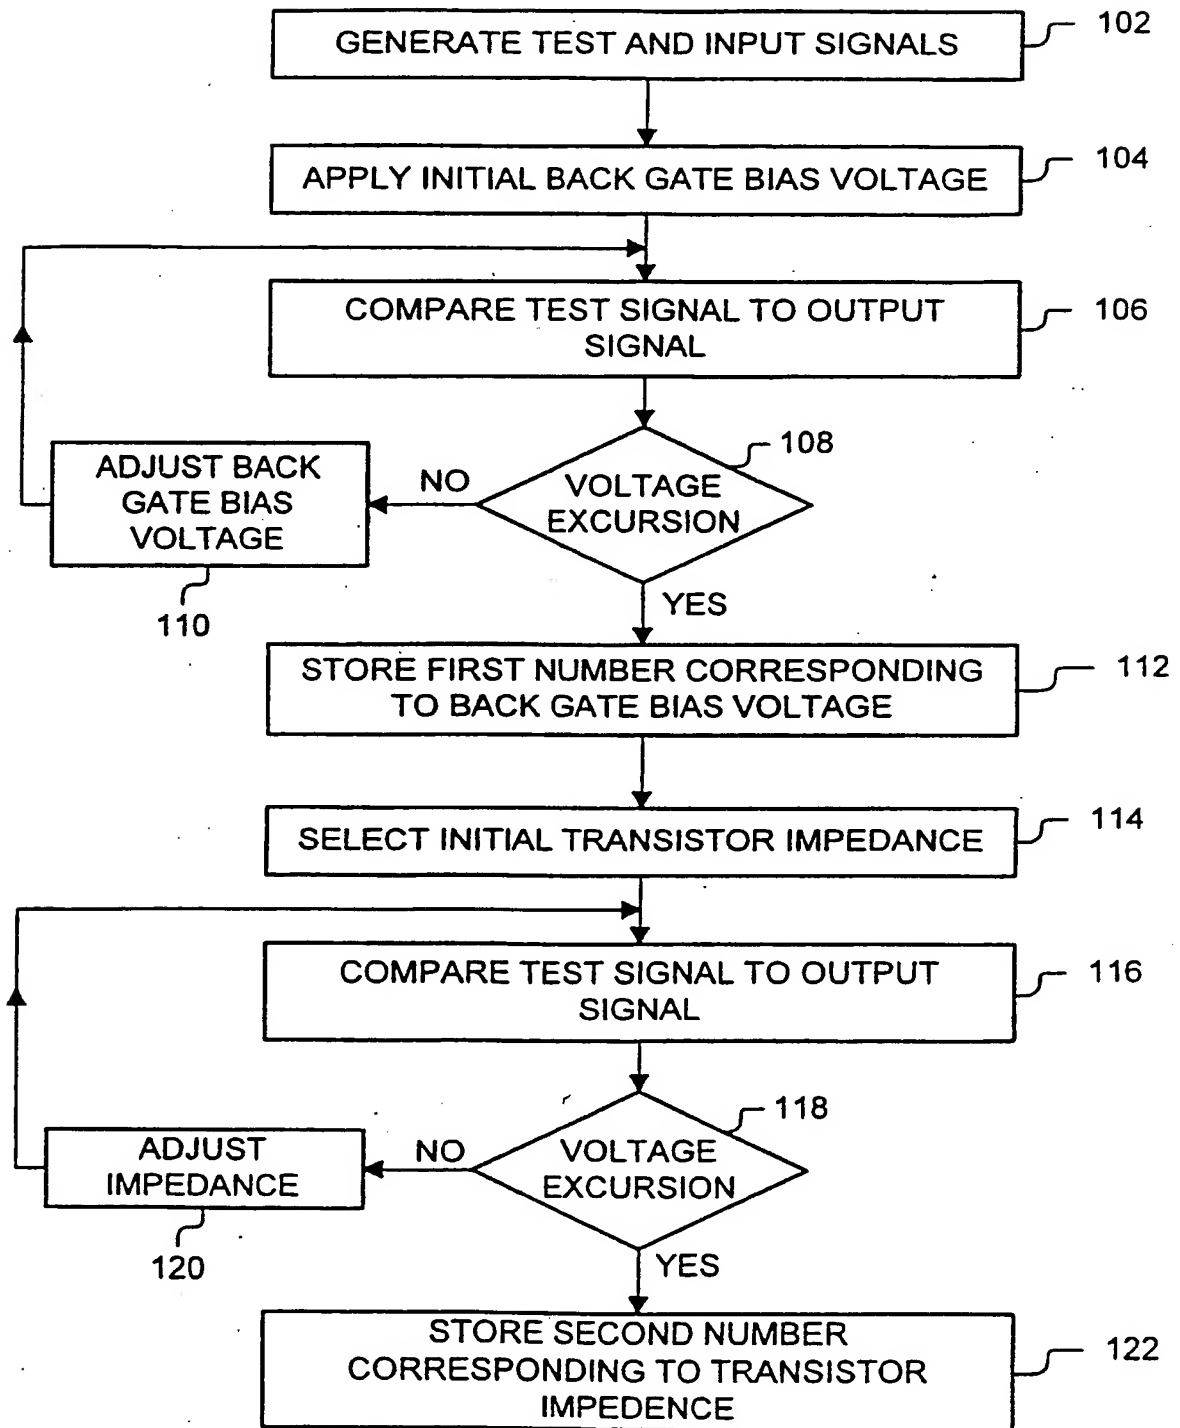 GENERATE TEST AND INPUT SIGNALS
102
APPLY INITIAL BACK GATE BIAS VOLTAGE
104
COMPARE TEST SIGNAL TO OUTPUT
SIGNAL
106
108
VOLTAGE
EXCURSION
NO
ADJUST BACK
GATE BIAS
VOLTAGE
110
YES
STORE FIRST NUMBER CORRESPONDING
TO BACK GATE BIAS VOLTAGE
112
SELECT INITIAL TRANSISTOR IMPEDANCE
114
COMPARE TEST SIGNAL TO OUTPUT
SIGNAL
116
118
VOLTAGE
EXCURSION
NO
ADJUST
IMPEDANCE
120
YES
STORE SECOND NUMBER
CORRESPONDING TO TRANSISTOR
IMPEDENCE
122